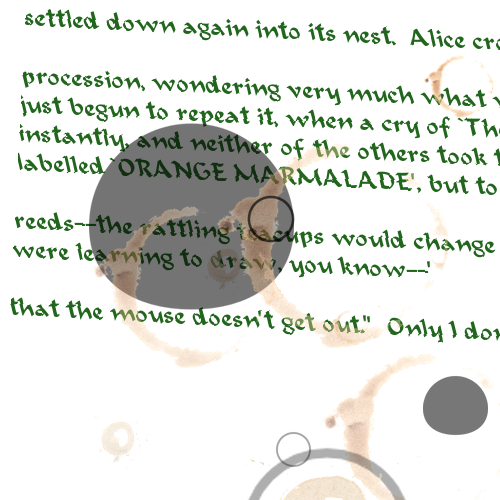 settled down again into its nest. Alice
procession, wondering very much what
just begun to repeat it, when a cry of `The
instantly, and neither of the others took
labelled `ORANGE MARMALADE', but to
reeds--the rattling teacups would change
were learning to draw, you know--'
that the mouse doesn't get out." Only I